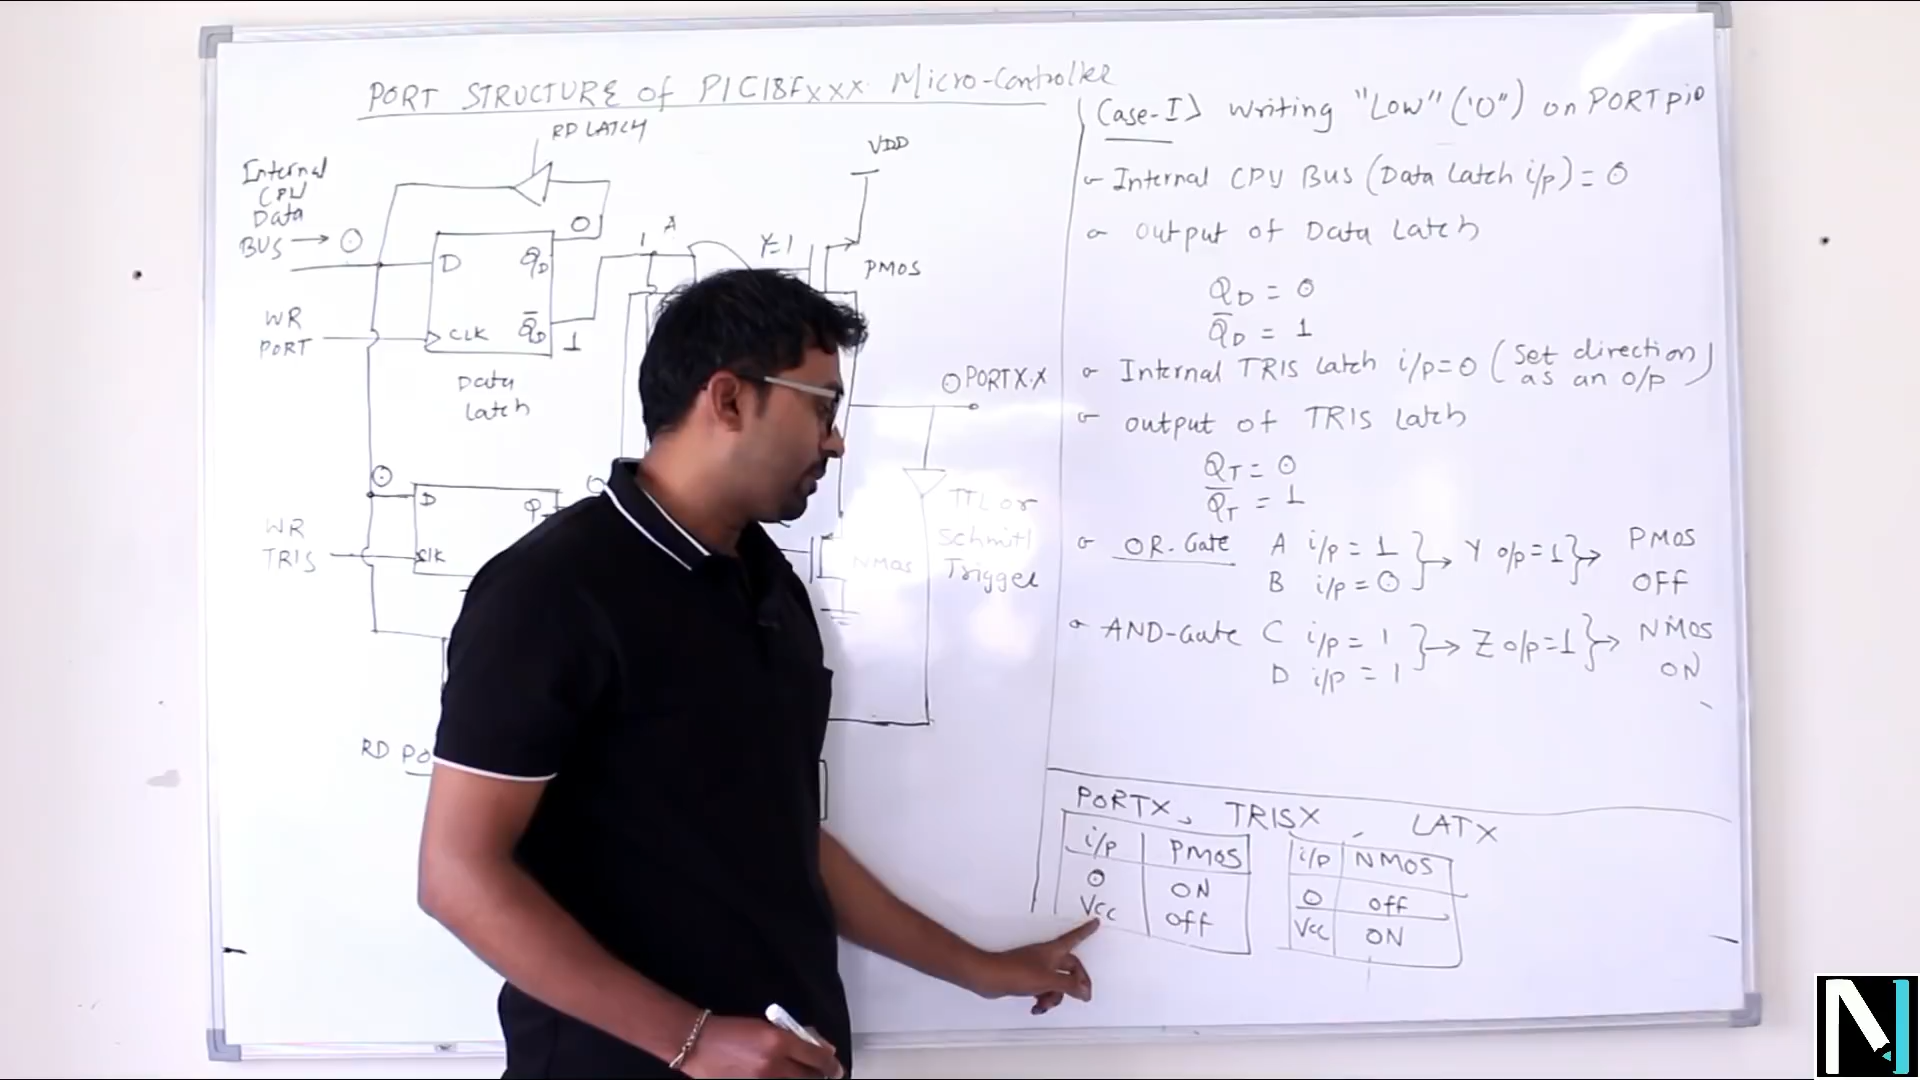 PORT STRUCTURE of PIC18Fxxx Micro-Controller
RD LATCH
Internal
CPU
Data
BUS → 0
VDD
0
1 A
Y=1
PMOS
D
QD
WR
PORT
CLK
Q̅D
1
Data
Latch
0 PORTX.X
0
D
0
WR
TRIS
CLK
NMOS
TTL or
Schmitt
Trigger
RD PO
Case-I> Writing "Low" ('0") on PORT pin
Internal CPU BUS (Data Latch i/p) = 0
output of Data Latch
QD = 0
Q̅D = 1
Internal TRIS Latch i/p=0 (Set direction
as an o/p)
output of TRIS Latch
QT = 0
Q̅T = 1
OR-Gate A i/p = 1 } → Y o/p=1 } → PMOS
B i/p = 0 OFF
AND-Gate C i/p = 1 } → Z o/p=1 } → NMOS
D i/p = 1 ON
PORTX, TRISX, LATX
i/p PMOS
0 ON
Vcc OFF
i/p NMOS
0 OFF
Vcc ON
N